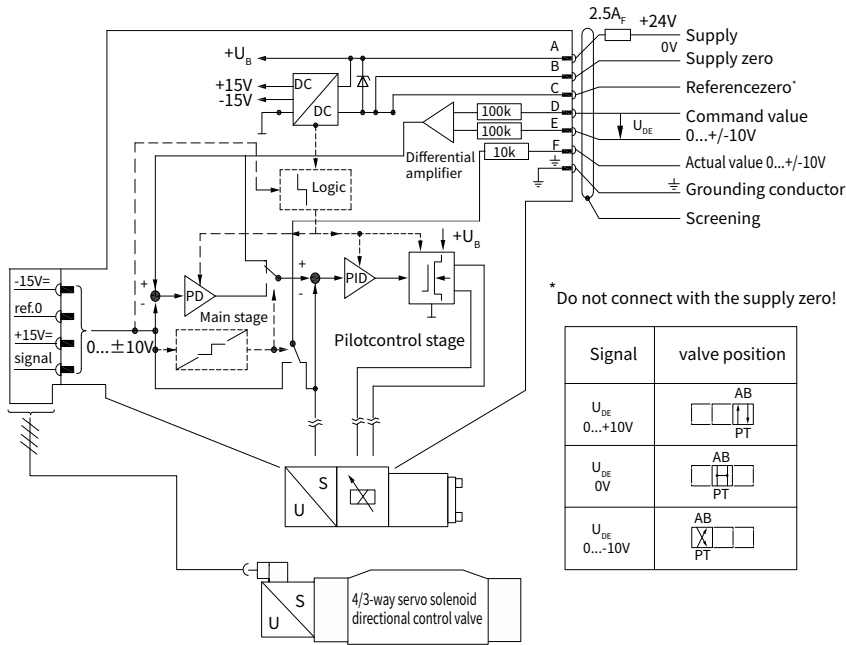 2.5A_F
+24V
Supply
0V
Supply zero
Referencezero*
Command value
0...+/-10V
U_DE
Actual value 0...+/-10V
Grounding conductor
Screening
A
B
C
D
E
F
+U_B
+15V
-15V
DC
DC
100k
100k
10k
Differential
amplifier
Logic
+U_B
+
-
PD
+
-
PID
Main stage
Pilotcontrol stage
-15V=
ref.0
+15V=
signal
0...±10V
S
U
S
U
4/3-way servo solenoid
directional control valve
*Do not connect with the supply zero!
Signal valve position
U_DE
0...+10V
AB
PT
U_DE
0V
AB
PT
U_DE
0...-10V
AB
PT